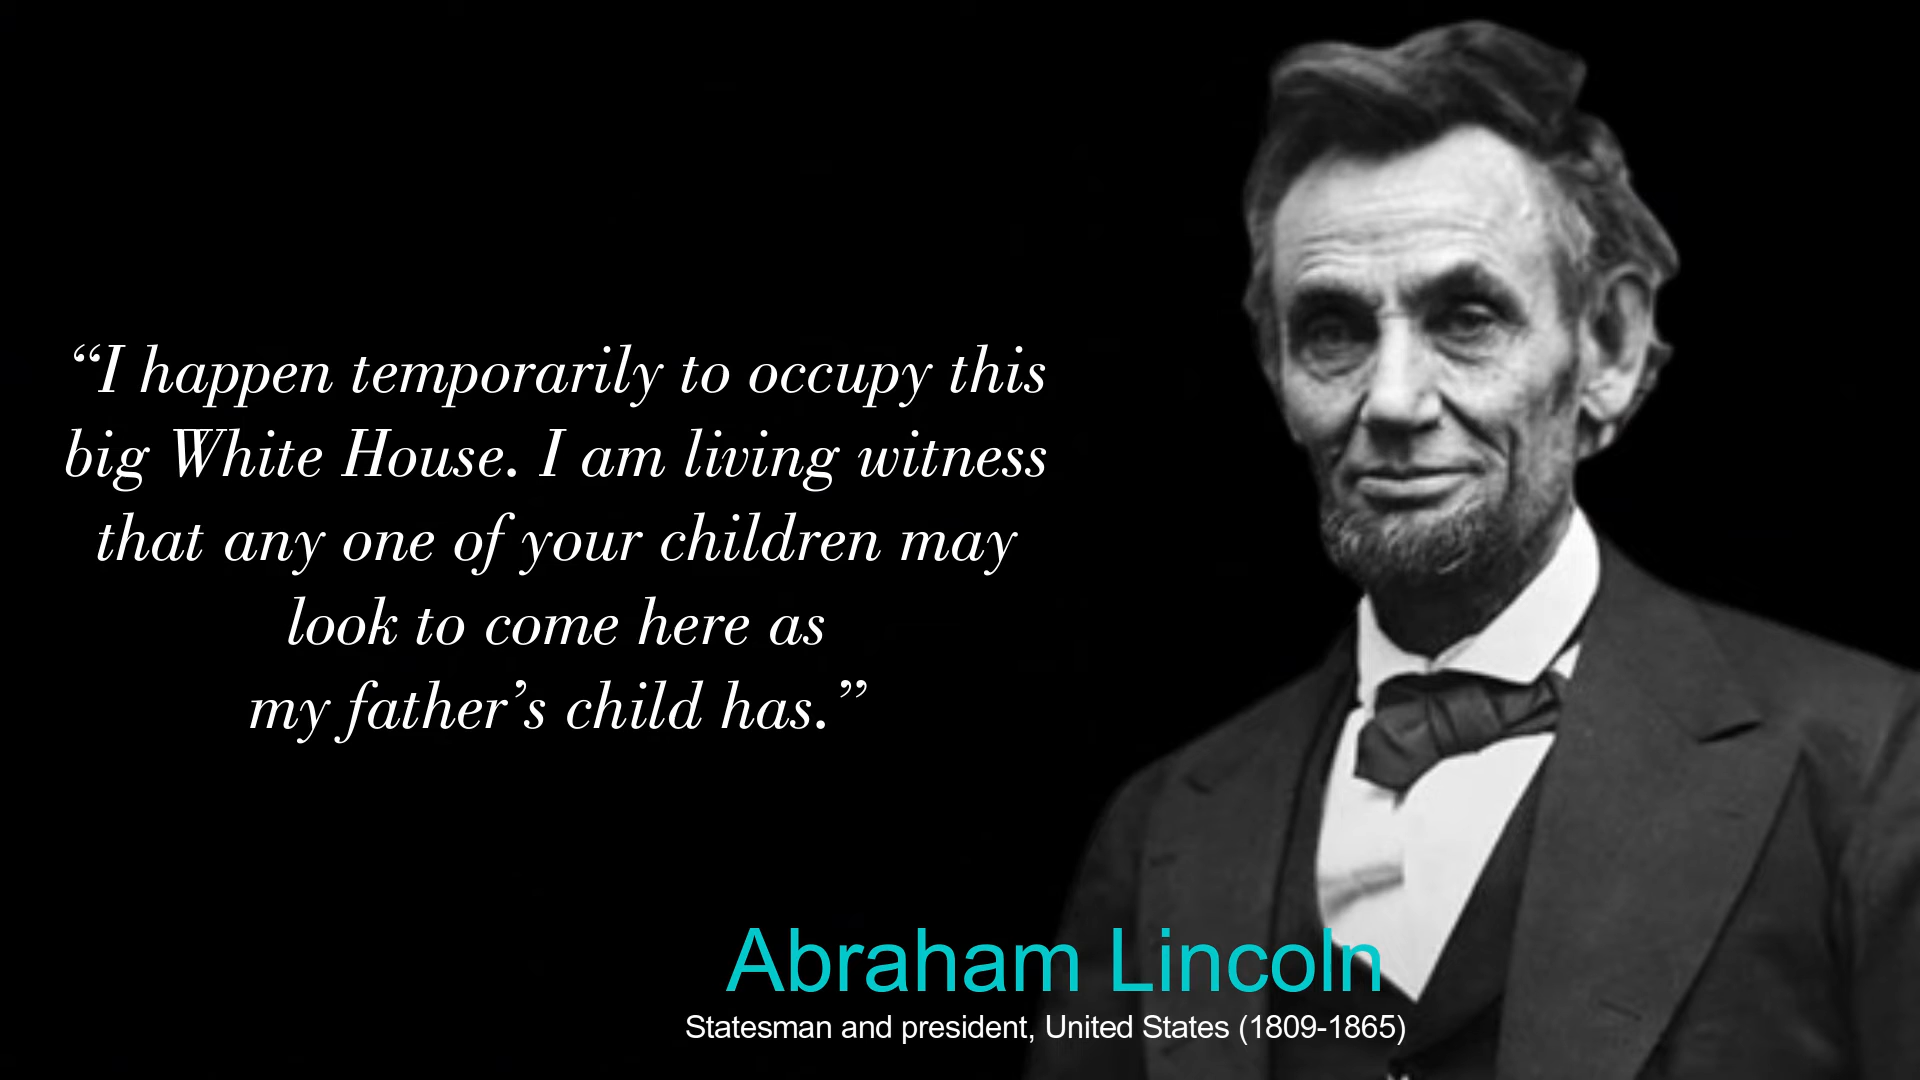 “I happen temporarily to occupy this
big White House. I am living witness
that any one of your children may
look to come here as
my father’s child has.”
Abraham Lincoln
Statesman and president, United States (1809-1865)